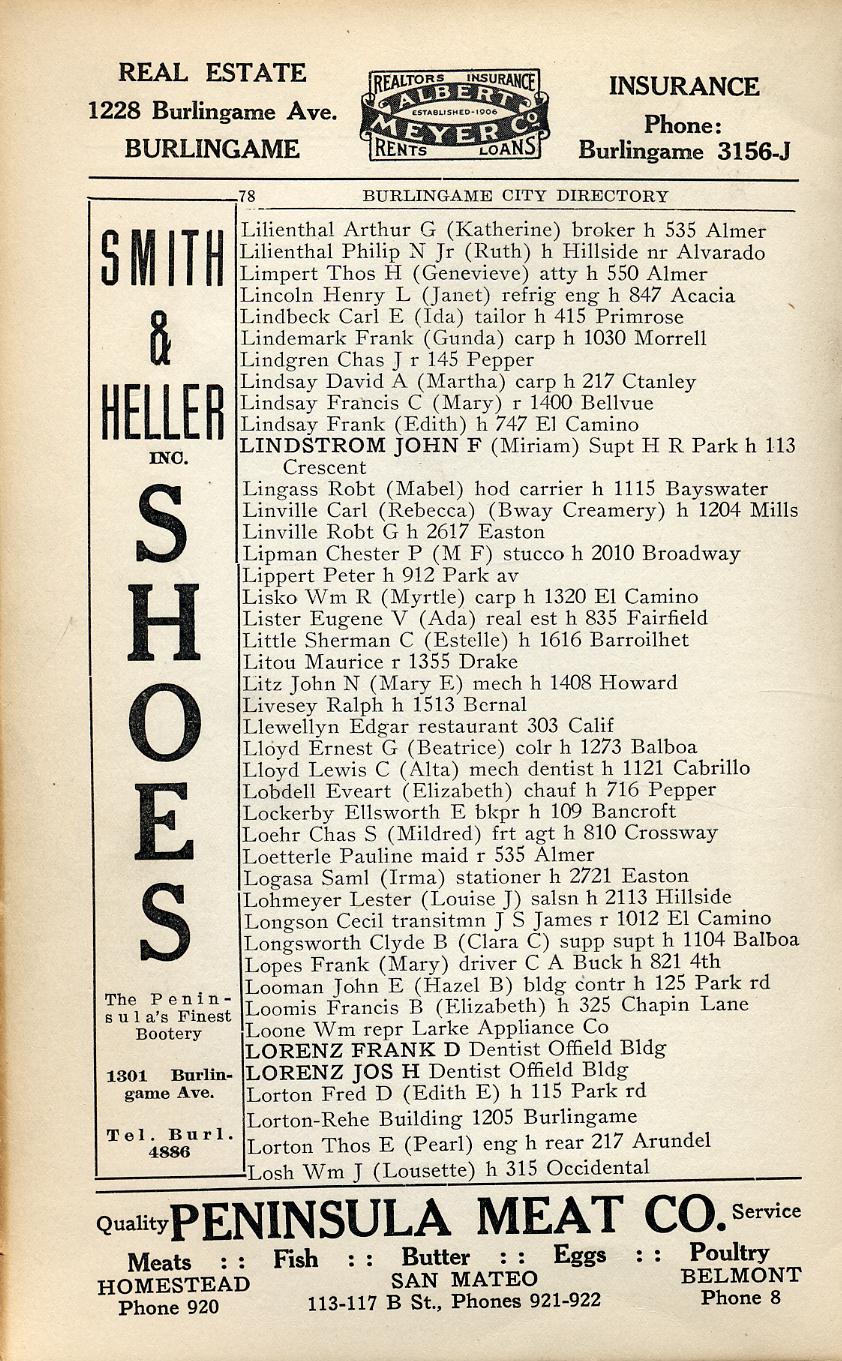 REAL ESTATE
1228 Burlingame Ave.
BURLINGAME
REALTORS INSURANCE
ALBERT
ESTABLISHED-1906
MEYER Co
RENTS LOANS
INSURANCE
Phone:
Burlingame 3156-J
78 BURLINGAME CITY DIRECTORY
SMITH
&
HELLER
INC.
S
H
O
E
S
The Penin-
sula's Finest
Bootery
1301 Burlin-
game Ave.
Tel. Burl.
4886
Lilienthal Arthur G (Katherine) broker h 535 Almer
Lilienthal Philip N Jr (Ruth) h Hillside nr Alvarado
Limpert Thos H (Genevieve) atty h 550 Almer
Lincoln Henry L (Janet) refrig eng h 847 Acacia
Lindbeck Carl E (Ida) tailor h 415 Primrose
Lindemark Frank (Gunda) carp h 1030 Morrell
Lindgren Chas J r 145 Pepper
Lindsay David A (Martha) carp h 217 Ctanley
Lindsay Francis C (Mary) r 1400 Bellvue
Lindsay Frank (Edith) h 747 El Camino
LINDSTROM JOHN F (Miriam) Supt H R Park h 113
Crescent
Lingass Robt (Mabel) hod carrier h 1115 Bayswater
Linville Carl (Rebecca) (Bway Creamery) h 1204 Mills
Linville Robt G h 2617 Easton
Lipman Chester P (M F) stucco h 2010 Broadway
Lippert Peter h 912 Park av
Lisko Wm R (Myrtle) carp h 1320 El Camino
Lister Eugene V (Ada) real est h 835 Fairfield
Little Sherman C (Estelle) h 1616 Barroilhet
Litou Maurice r 1355 Drake
Litz John N (Mary E) mech h 1408 Howard
Livesey Ralph h 1513 Bernal
Llewellyn Edgar restaurant 303 Calif
Lloyd Ernest G (Beatrice) colr h 1273 Balboa
Lloyd Lewis C (Alta) mech dentist h 1121 Cabrillo
Lobdell Eveart (Elizabeth) chauf h 716 Pepper
Lockerby Ellsworth E bkpr h 109 Bancroft
Loehr Chas S (Mildred) frt agt h 810 Crossway
Loetterle Pauline maid r 535 Almer
Logasa Saml (Irma) stationer h 2721 Easton
Lohmeyer Lester (Louise J) salsn h 2113 Hillside
Longson Cecil transitmn J S James r 1012 El Camino
Longsworth Clyde B (Clara C) supp supt h 1104 Balboa
Lopes Frank (Mary) driver C A Buck h 821 4th
Looman John E (Hazel B) bldg contr h 125 Park rd
Loomis Francis B (Elizabeth) h 325 Chapin Lane
Loone Wm repr Larke Appliance Co
LORENZ FRANK D Dentist Offield Bldg
LORENZ JOS H Dentist Offield Bldg
Lorton Fred D (Edith E) h 115 Park rd
Lorton-Rehe Building 1205 Burlingame
Lorton Thos E (Pearl) eng h rear 217 Arundel
Losh Wm J (Lousette) h 315 Occidental
Quality PENINSULA MEAT CO. Service
Meats :: Fish :: Butter :: Eggs :: Poultry
HOMESTEAD SAN MATEO BELMONT
Phone 920 113-117 B St., Phones 921-922 Phone 8